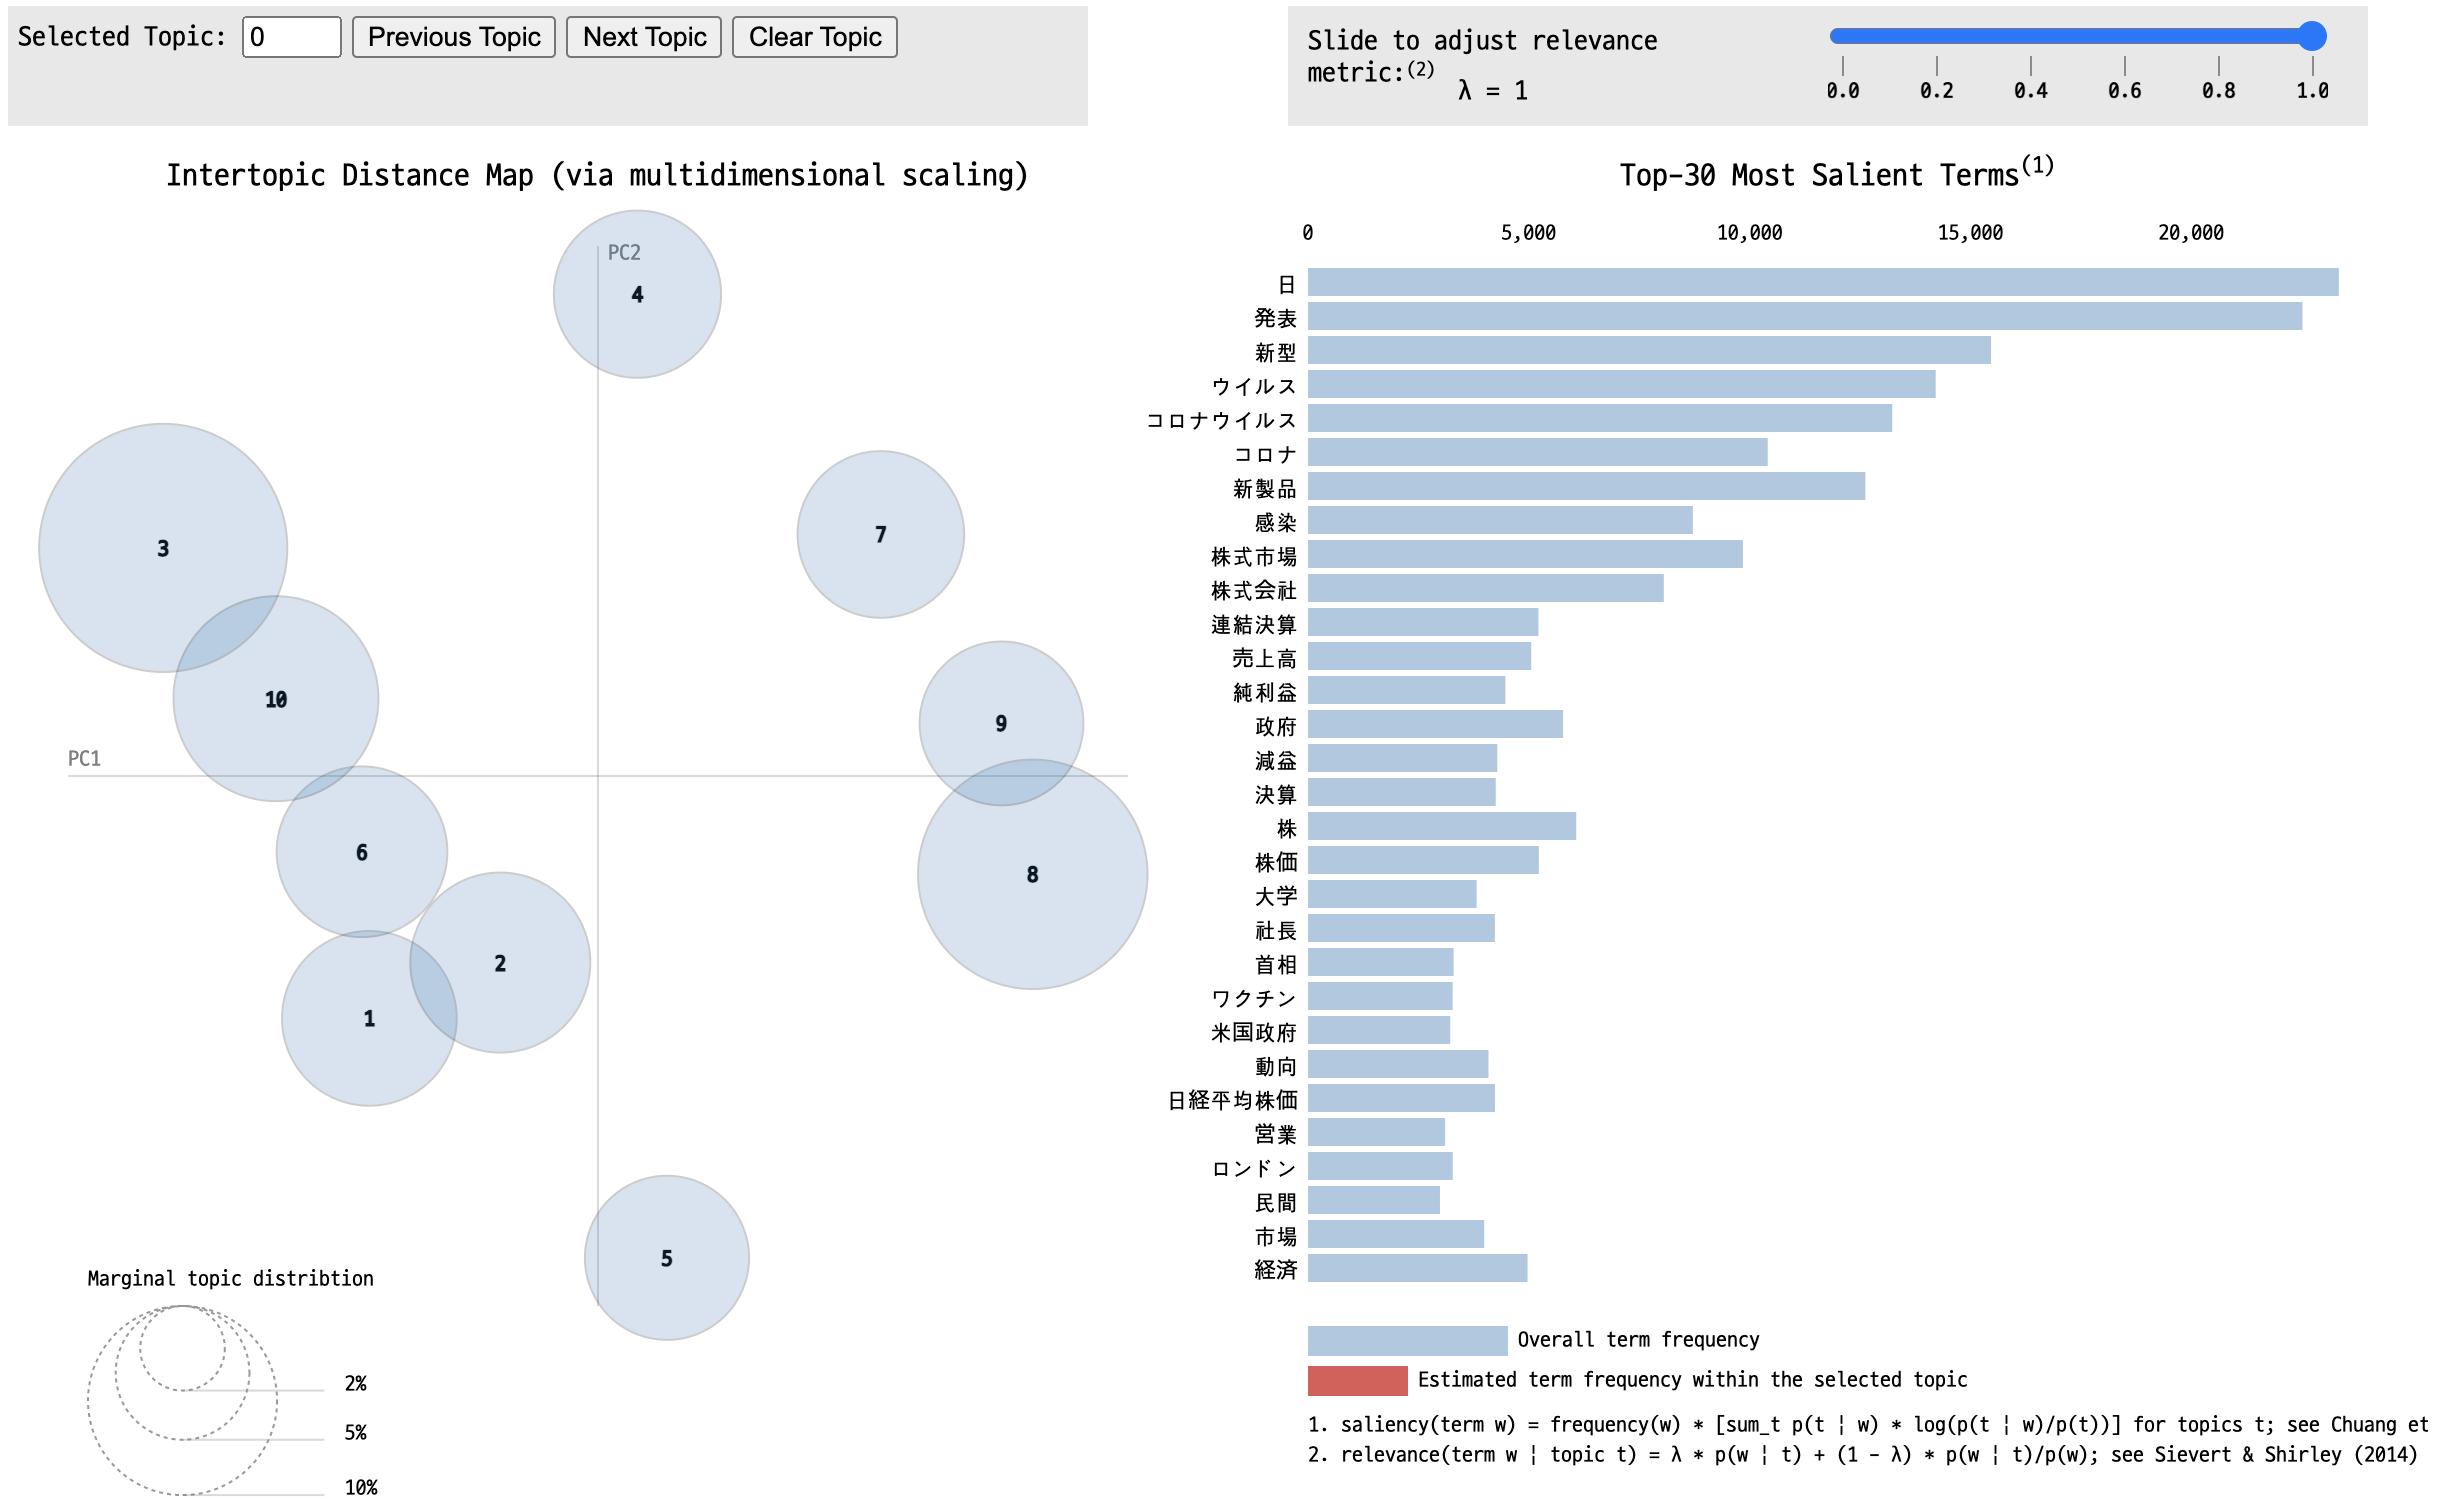 Selected Topic: 0 Previous Topic Next Topic Clear Topic
Slide to adjust relevance
metric:(2)
λ = 1
0.0 0.2 0.4 0.6 0.8 1.0
Intertopic Distance Map (via multidimensional scaling)
PC2
4
3
7
10
9
PC1
6
8
2
1
5
Marginal topic distribtion
2%
5%
10%
Top-30 Most Salient Terms(1)
0 5,000 10,000 15,000 20,000
日
発表
新型
ウイルス
コロナウイルス
コロナ
新製品
感染
株式市場
株式会社
連結決算
売上高
純利益
政府
減益
決算
株
株価
大学
社長
首相
ワクチン
米国政府
動向
日経平均株価
営業
ロンドン
民間
市場
経済
Overall term frequency
Estimated term frequency within the selected topic
1. saliency(term w) = frequency(w) * [sum_t p(t | w) * log(p(t | w)/p(t))] for topics t; see Chuang et
2. relevance(term w | topic t) = λ * p(w | t) + (1 - λ) * p(w | t)/p(w); see Sievert & Shirley (2014)